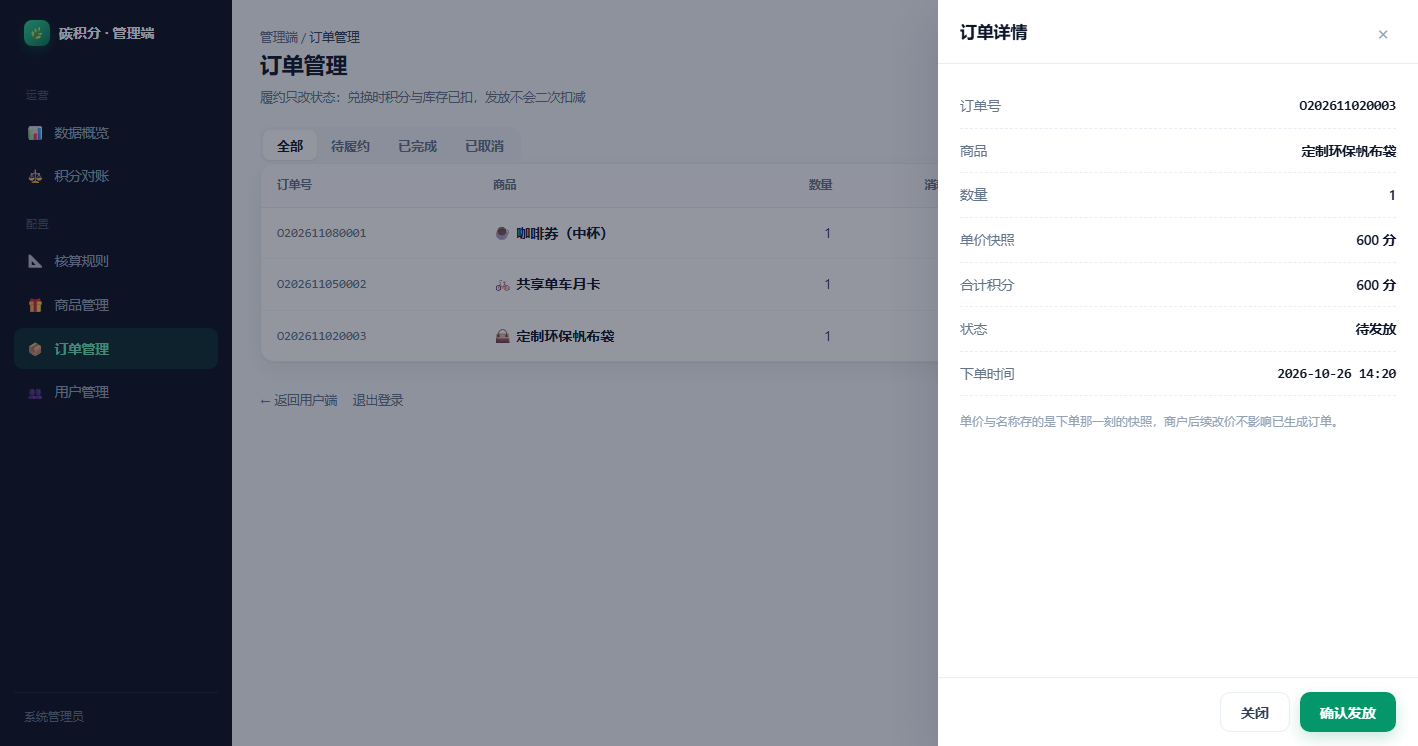 碳积分 · 管理端
运营
数据概览
积分对账
配置
核算规则
商品管理
订单管理
用户管理
系统管理员
管理端 / 订单管理
订单管理
履约只改状态：兑换时积分与库存已扣，发放不会二次扣减
全部 待履约 已完成 已取消
订单号 商品 数量
O202611080001 咖啡券（中杯） 1
O202611050002 共享单车月卡 1
O202611020003 定制环保帆布袋 1
← 返回用户端 退出登录
订单详情 ×
订单号 O202611020003
商品 定制环保帆布袋
数量 1
单价快照 600 分
合计积分 600 分
状态 待发放
下单时间 2026-10-26 14:20
单价与名称存的是下单那一刻的快照，商户后续改价不影响已生成订单。
关闭 确认发放